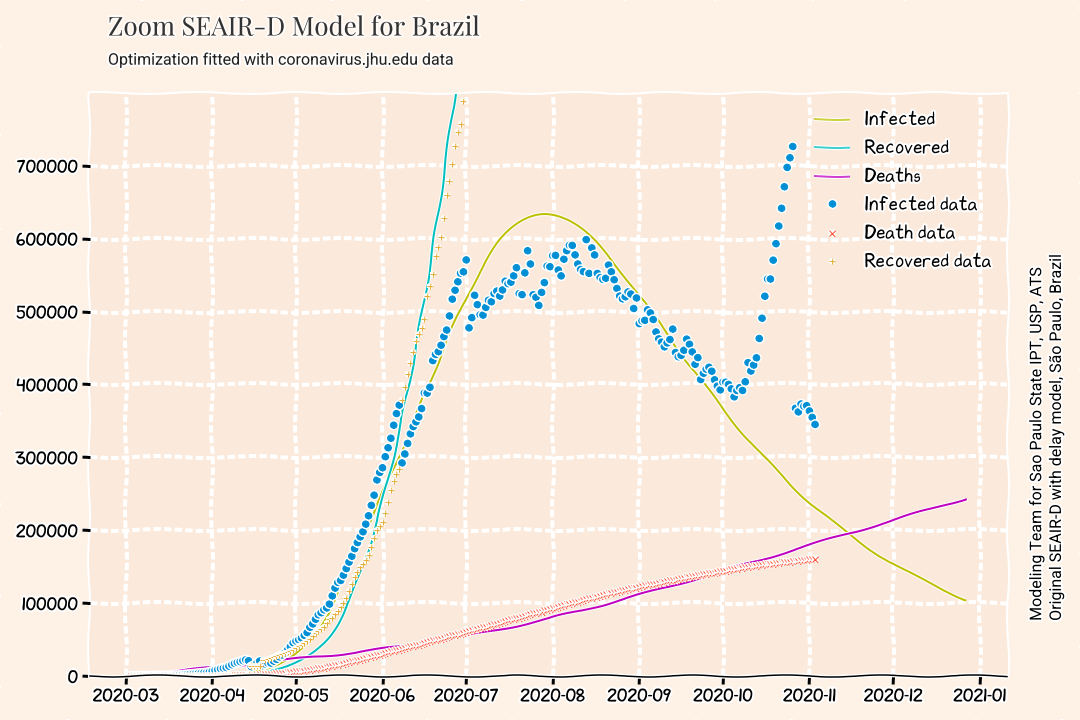 Zoom SEAIR-D Model for Brazil
Optimization fitted with coronavirus.jhu.edu data
Infected
Recovered
Deaths
Infected data
Death data
Recovered data
700000
600000
500000
400000
300000
200000
100000
0
2020-03 2020-04 2020-05 2020-06 2020-07 2020-08 2020-09 2020-10 2020-11 2020-12 2021-01
Modeling Team for Sao Paulo State IPT, USP, ATS
Original SEAIR-D with delay model, São Paulo, Brazil